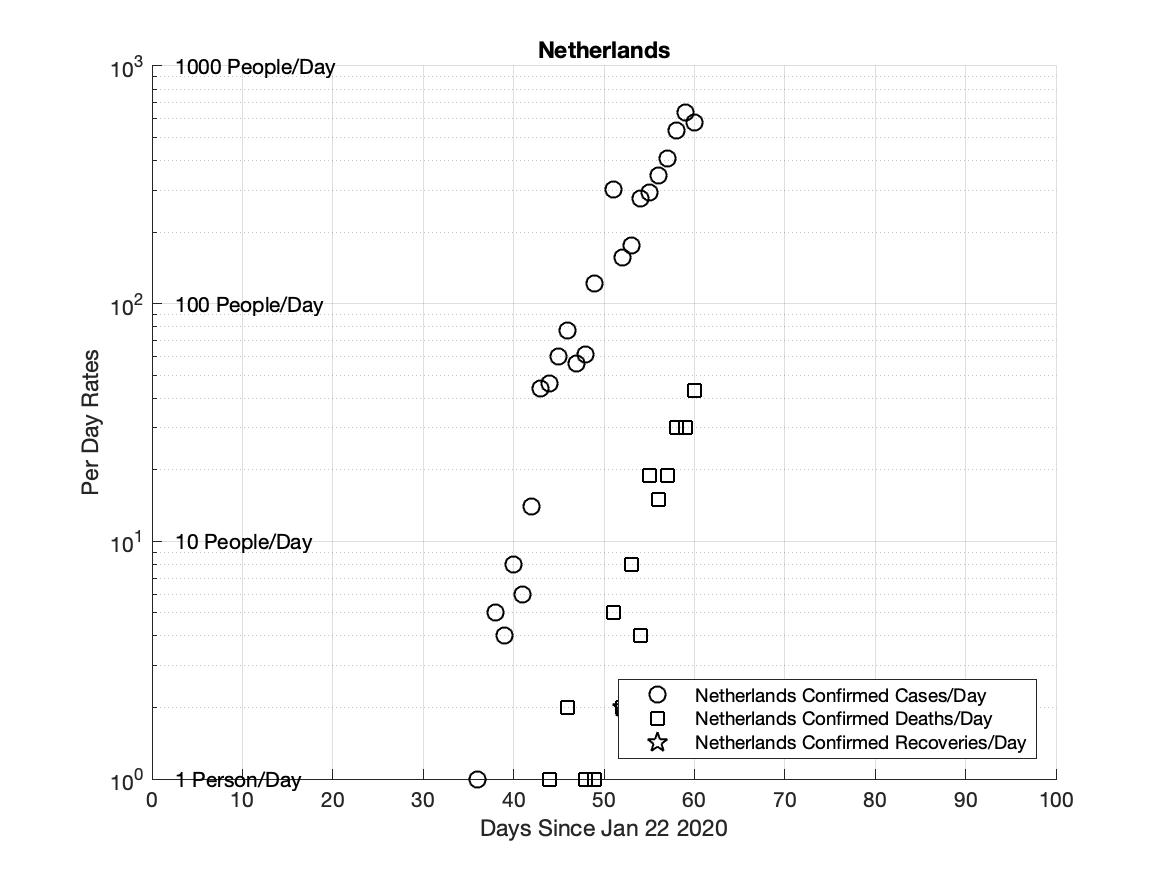 Netherlands
10³
1000 People/Day
10²
100 People/Day
10¹
10 People/Day
10⁰
1 Person/Day
Per Day Rates
Netherlands Confirmed Cases/Day
Netherlands Confirmed Deaths/Day
Netherlands Confirmed Recoveries/Day
0 10 20 30 40 50 60 70 80 90 100
Days Since Jan 22 2020